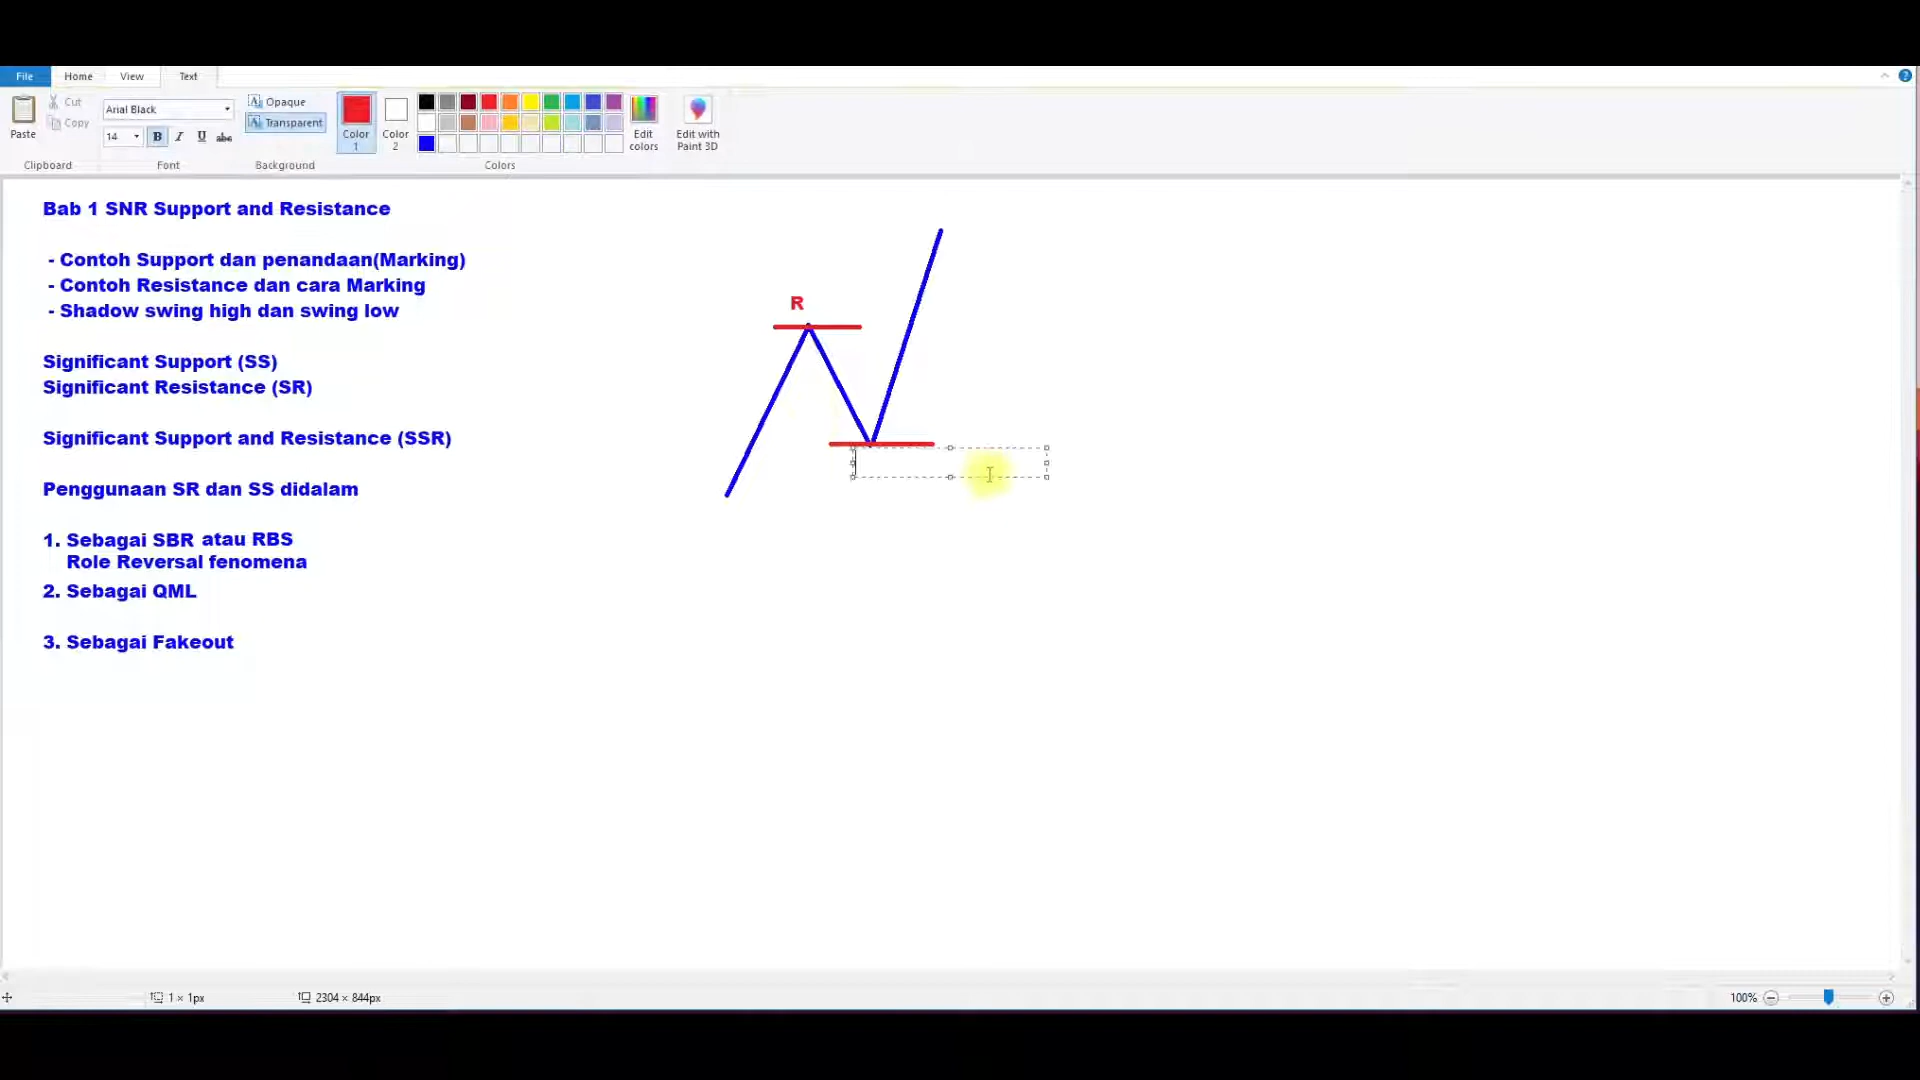 File Home View Text
Paste
Cut
Copy
Clipboard
Arial Black
14 B I U abc
Font
Opaque
Transparent
Background
Color 1
Color 2
Colors
Edit colors
Edit with Paint 3D
Bab 1 SNR Support and Resistance
- Contoh Support dan penandaan(Marking)
- Contoh Resistance dan cara Marking
- Shadow swing high dan swing low
Significant Support (SS)
Significant Resistance (SR)
Significant Support and Resistance (SSR)
Penggunaan SR dan SS didalam
1. Sebagai SBR atau RBS
Role Reversal fenomena
2. Sebagai QML
3. Sebagai Fakeout
R
1 × 1px
2304 × 844px
100%